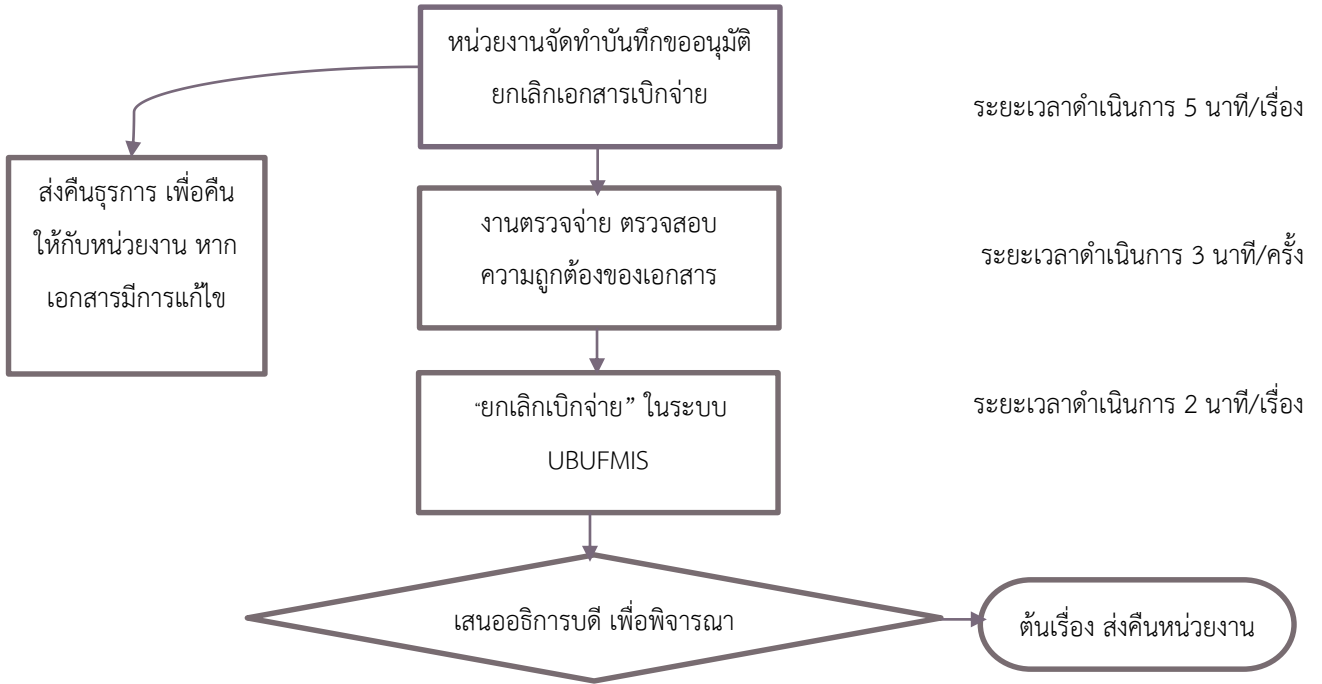 หน่วยงานจัดทำบันทึกขออนุมัติ
ยกเลิกเอกสารเบิกจ่าย
ระยะเวลาดำเนินการ 5 นาที/เรื่อง
ส่งคืนธุรการ เพื่อคืน
ให้กับหน่วยงาน หาก
เอกสารมีการแก้ไข
งานตรวจจ่าย ตรวจสอบ
ความถูกต้องของเอกสาร
ระยะเวลาดำเนินการ 3 นาที/ครั้ง
“ยกเลิกเบิกจ่าย” ในระบบ
UBUFMIS
ระยะเวลาดำเนินการ 2 นาที/เรื่อง
เสนออธิการบดี เพื่อพิจารณา
ต้นเรื่อง ส่งคืนหน่วยงาน